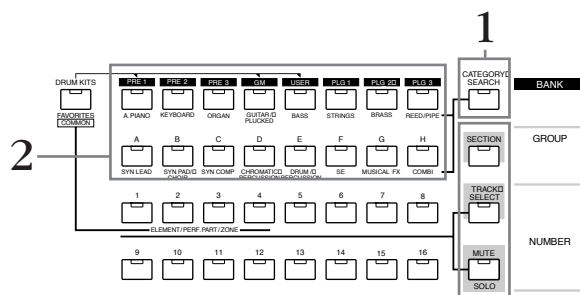 1
DRUM KITS
PRE 1
PRE 2
PRE 3
GM
USER
PLG 1
PLG 2□
PLG 3
CATEGORY□
SEARCH
BANK
FAVORITES
COMMON
A. PIANO
KEYBOARD
ORGAN
GUITAR/□
PLUCKED
BASS
STRINGS
BRASS
REED/PIPE
2
A
B
C
D
E
F
G
H
SECTION
GROUP
SYN LEAD
SYN PAD/□
CHOIR
SYN COMP
CHROMATIC□
PERCUSSION
DRUM /□
PERCUSSION
SE
MUSICAL FX
COMBI
1
2
3
4
5
6
7
8
TRACK□
SELECT
ELEMENT/PERF. PART/ZONE
NUMBER
9
10
11
12
13
14
15
16
MUTE
SOLO